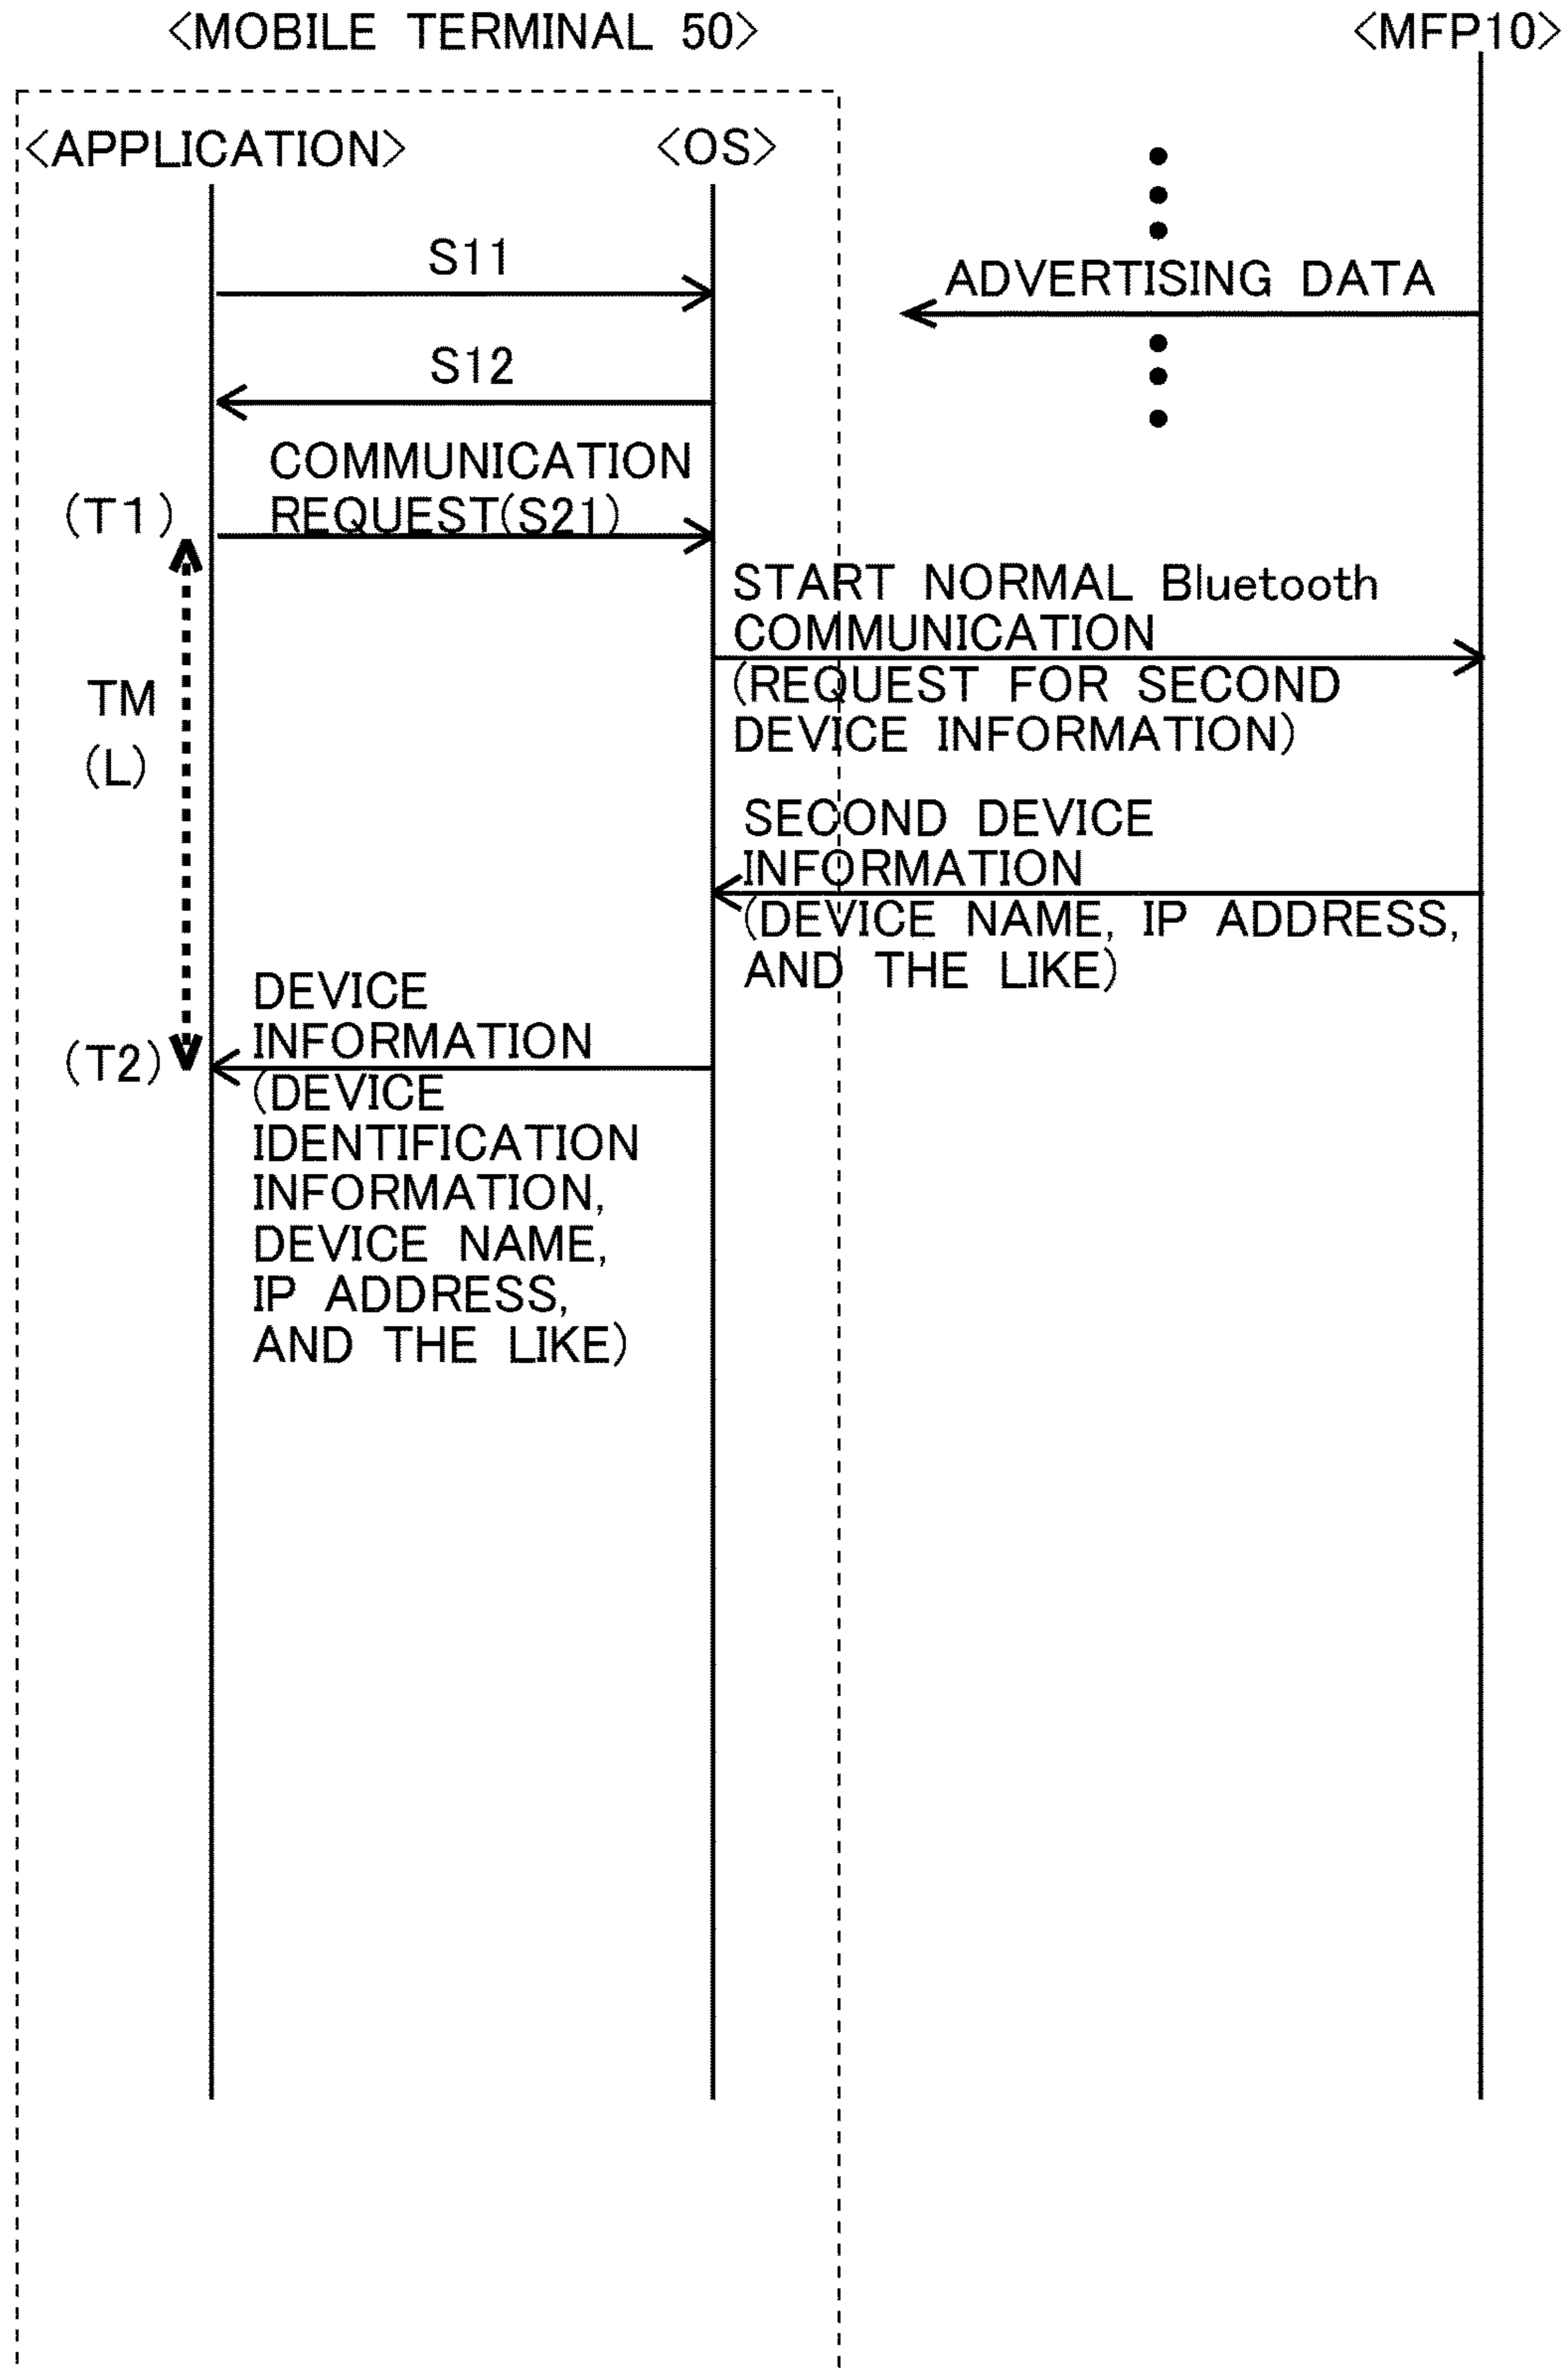 <MOBILE TERMINAL 50>
<MFP10>
<APPLICATION>
<OS>
S11
ADVERTISING DATA
S12
COMMUNICATION
REQUEST(S21)
(T1)
START NORMAL Bluetooth
COMMUNICATION
(REQUEST FOR SECOND
DEVICE INFORMATION)
TM
(L)
SECOND DEVICE
INFORMATION
(DEVICE NAME, IP ADDRESS,
AND THE LIKE)
DEVICE
INFORMATION
(T2)
(DEVICE
IDENTIFICATION
INFORMATION,
DEVICE NAME,
IP ADDRESS,
AND THE LIKE)